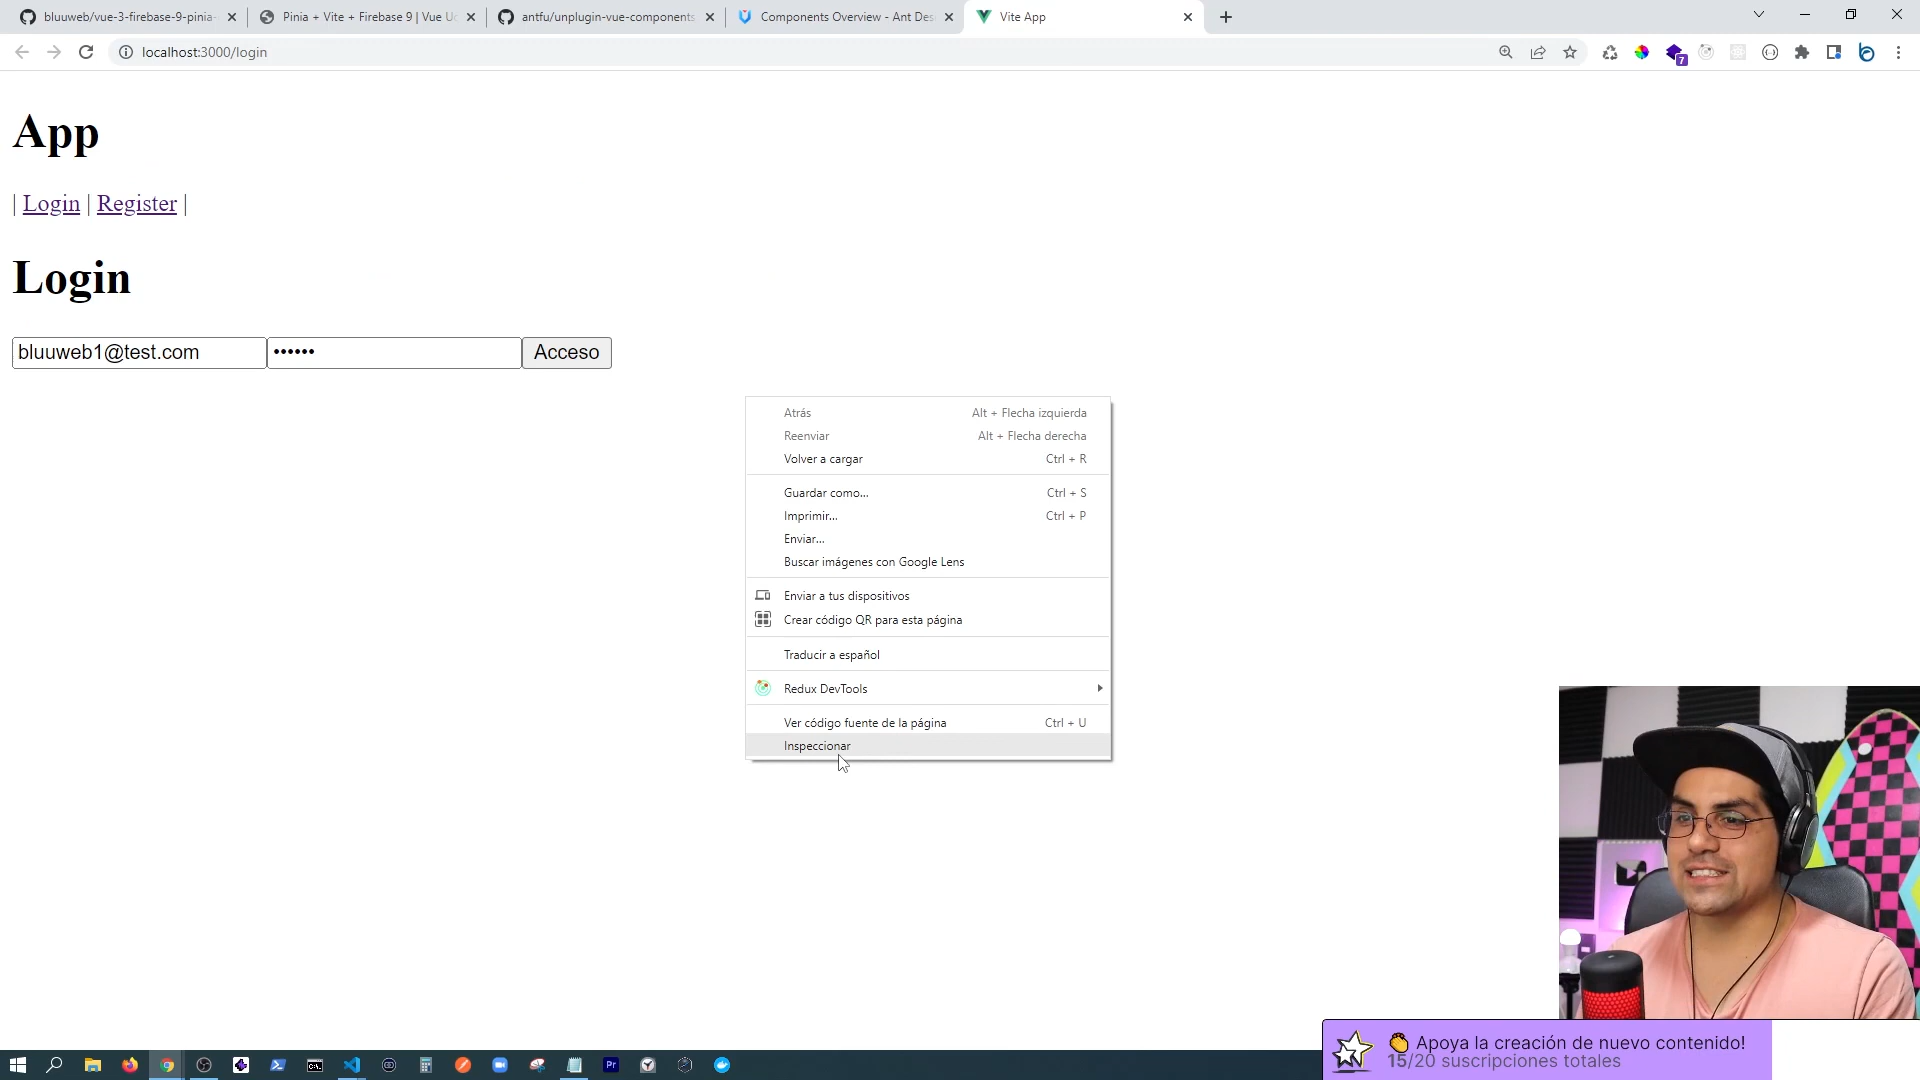 bluuweb/vue-3-firebase-9-pinia-
Pinia + Vite + Firebase 9 | Vue U
antfu/unplugin-vue-components
Components Overview - Ant Des
Vite App
localhost:3000/login
7
App
| Login | Register |
Login
bluuweb1@test.com
•••••• Acceso
Atrás Alt + Flecha izquierda
Reenviar Alt + Flecha derecha
Volver a cargar Ctrl + R
Guardar como... Ctrl + S
Imprimir... Ctrl + P
Enviar...
Buscar imágenes con Google Lens
Enviar a tus dispositivos
Crear código QR para esta página
Traducir a español
Redux DevTools
Ver código fuente de la página Ctrl + U
Inspeccionar
👏 Apoya la creación de nuevo contenido!
15/20 suscripciones totales
Pr